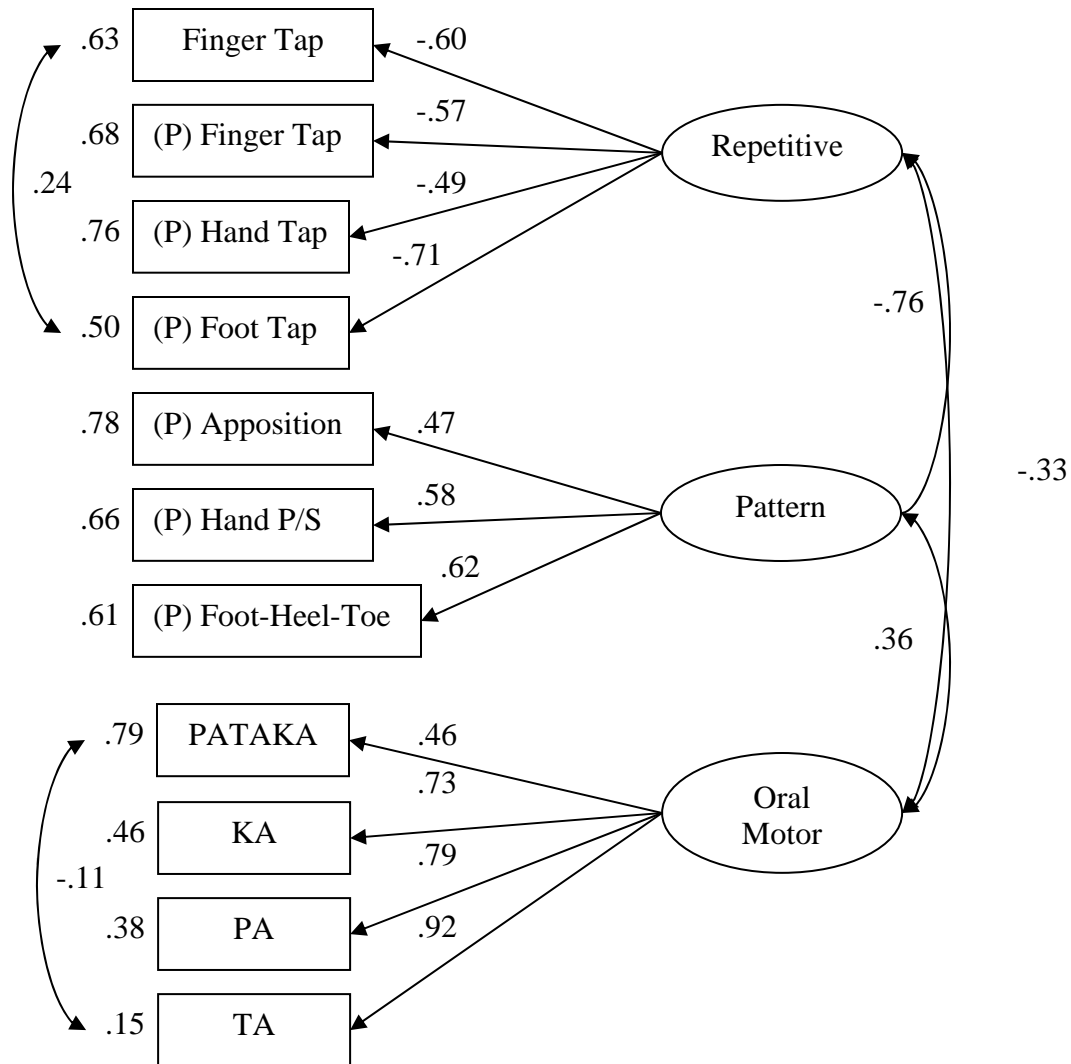 .63 Finger Tap -.60
.68 (P) Finger Tap -.57
Repetitive
.24
.76 (P) Hand Tap -.49
-.71
.50 (P) Foot Tap
-.76
.78 (P) Apposition .47
-.33
.66 (P) Hand P/S .58
Pattern
.62
.61 (P) Foot-Heel-Toe
.36
.79 PATAKA .46
.73
Oral
Motor
.46 KA
.79
-.11
.38 PA .92
.15 TA